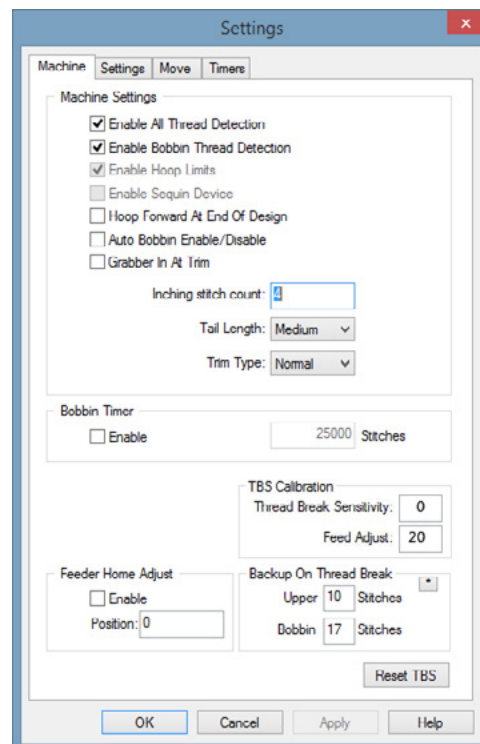 Settings
x
Machine Settings Move Timers
Machine Settings
Enable All Thread Detection
Enable Bobbin Thread Detection
Enable Hoop Limits
Enable Sequin Device
Hoop Forward At End Of Design
Auto Bobbin Enable/Disable
Grabber In At Trim
Inching stitch count: 4
Tail Length: Medium
Trim Type: Normal
Bobbin Timer
Enable 25000 Stitches
TBS Calibration
Thread Break Sensitivity: 0
Feed Adjust: 20
Feeder Home Adjust
Enable
Position: 0
Backup On Thread Break *
Upper 10 Stitches
Bobbin 17 Stitches
Reset TBS
OK Cancel Apply Help